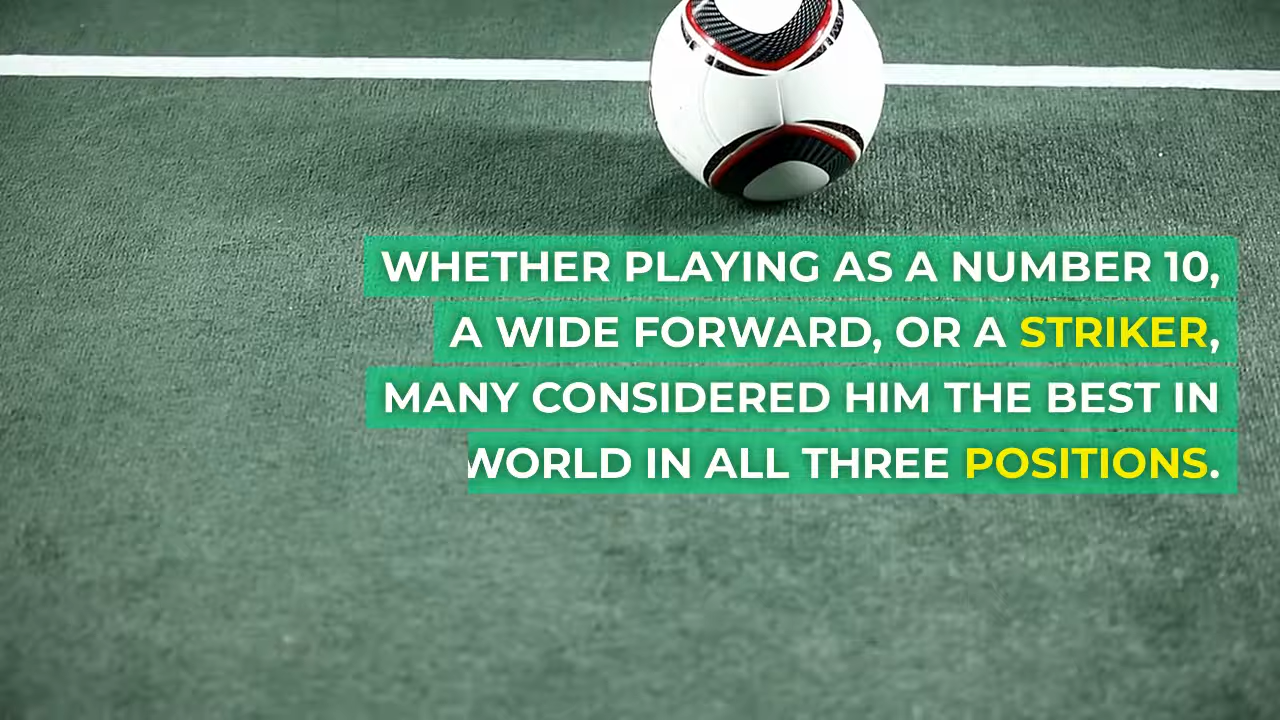 WHETHER PLAYING AS A NUMBER 10,
A WIDE FORWARD, OR A STRIKER,
MANY CONSIDERED HIM THE BEST IN
WORLD IN ALL THREE POSITIONS.